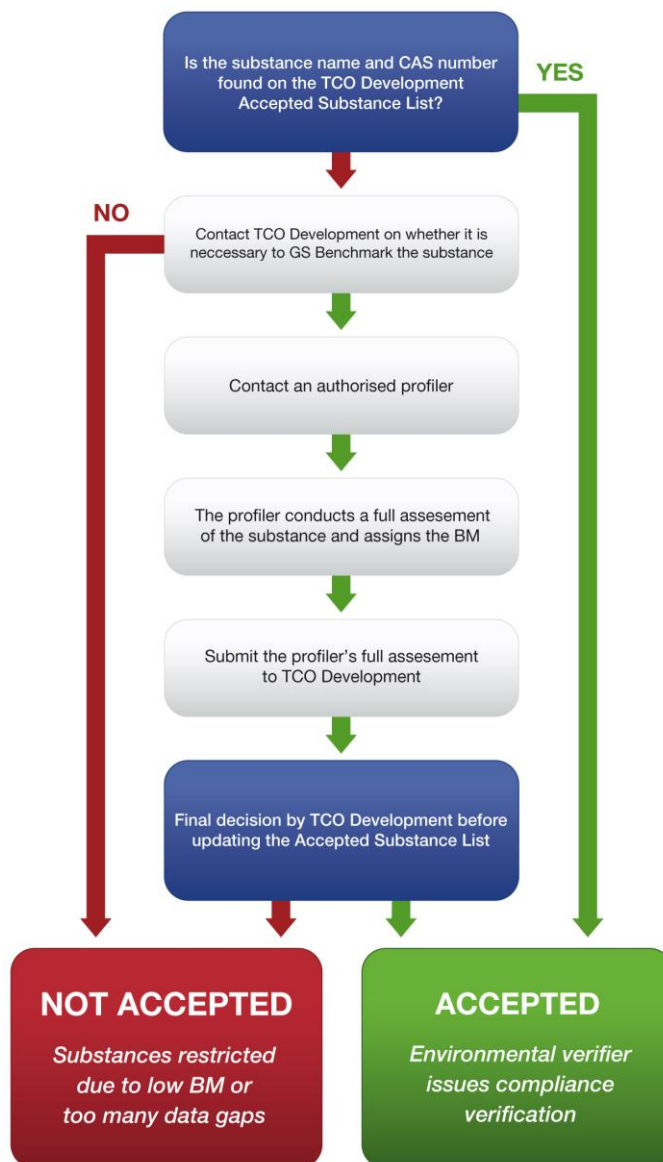 Is the substance name and CAS number
found on the TCO Development
Accepted Substance List?
YES
NO
Contact TCO Development on whether it is
neccessary to GS Benchmark the substance
Contact an authorised profiler
The profiler conducts a full assesement
of the substance and assigns the BM
Submit the profiler's full assesement
to TCO Development
Final decision by TCO Development before
updating the Accepted Substance List
NOT ACCEPTED
Substances restricted
due to low BM or
too many data gaps
ACCEPTED
Environmental verifier
issues compliance
verification